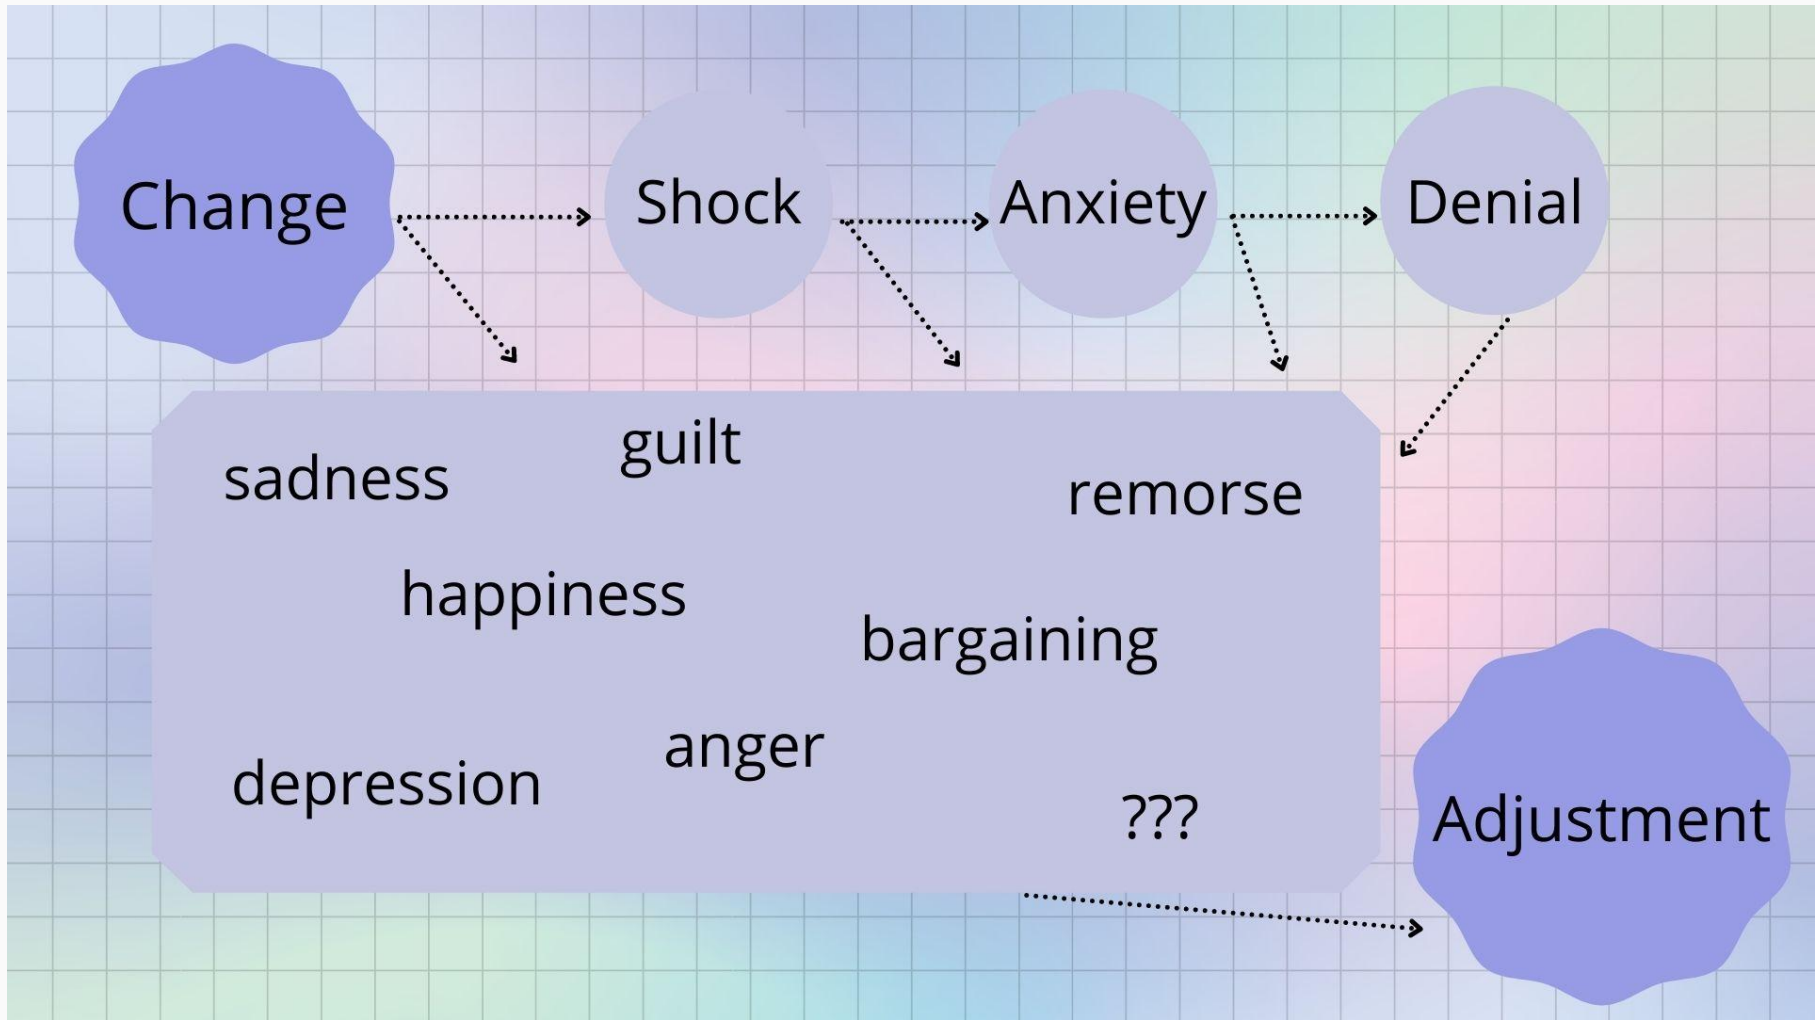 Change
Shock
Anxiety
Denial
sadness
guilt
remorse
happiness
bargaining
depression
anger
???
Adjustment